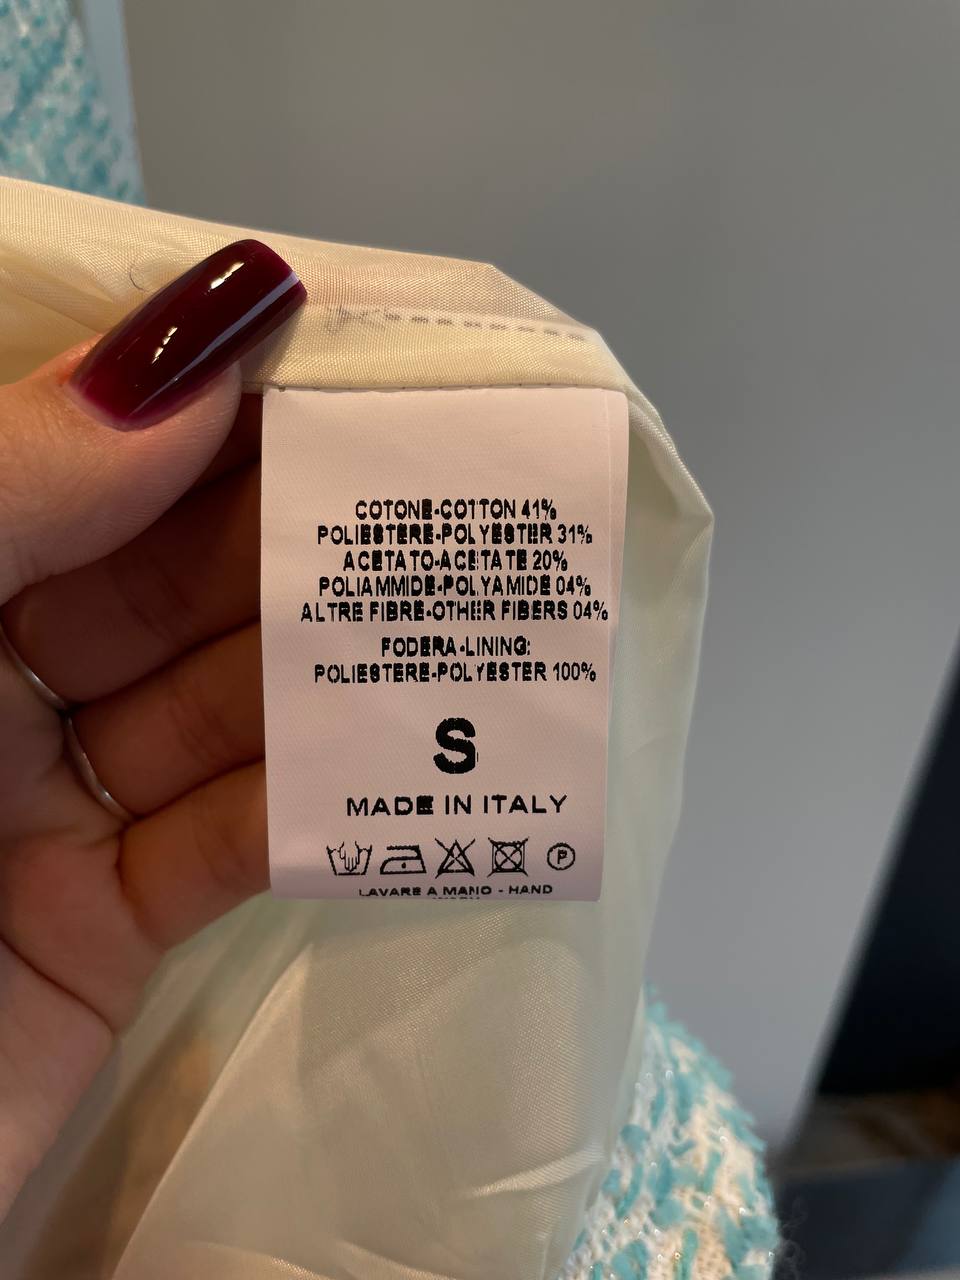 COTONE-COTTON 41%
POLIESTERE-POLYESTER 31%
ACETATO-ACETATE 20%
POLIAMMIDE-POLYAMIDE 04%
ALTRE FIBRE-OTHER FIBERS 04%
FODERA-LINING:
POLIESTERE-POLYESTER 100%
S
MADE IN ITALY
P
LAVARE A MANO - HAND